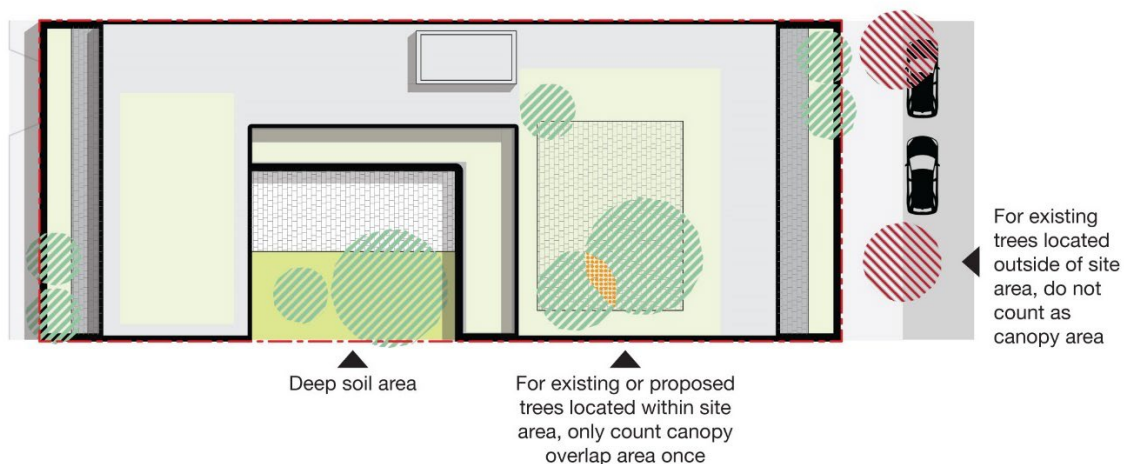 For existing
trees located
outside of site
area, do not
count as
canopy area
Deep soil area
For existing or proposed
trees located within site
area, only count canopy
overlap area once